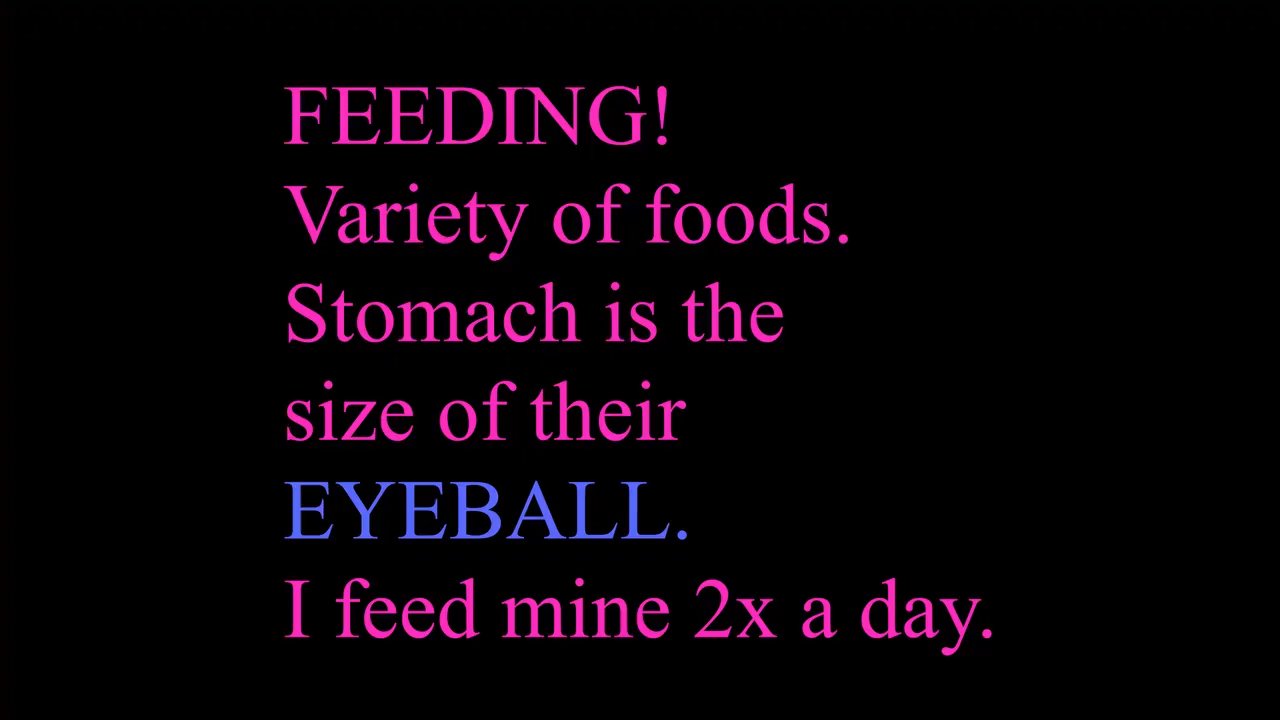 FEEDING!
Variety of foods.
Stomach is the
size of their
EYEBALL.
I feed mine 2x a day.